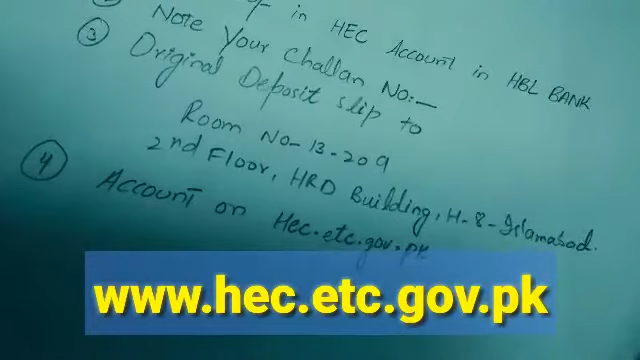 in HEC Account in HBL BANK
Note Your Challan No:-
③ Original Deposit slip to
Room No-13-209
2nd Floor, HRD Building, H-8-Islamabad.
④ Account on Hec.etc.gov.pk
www.hec.etc.gov.pk